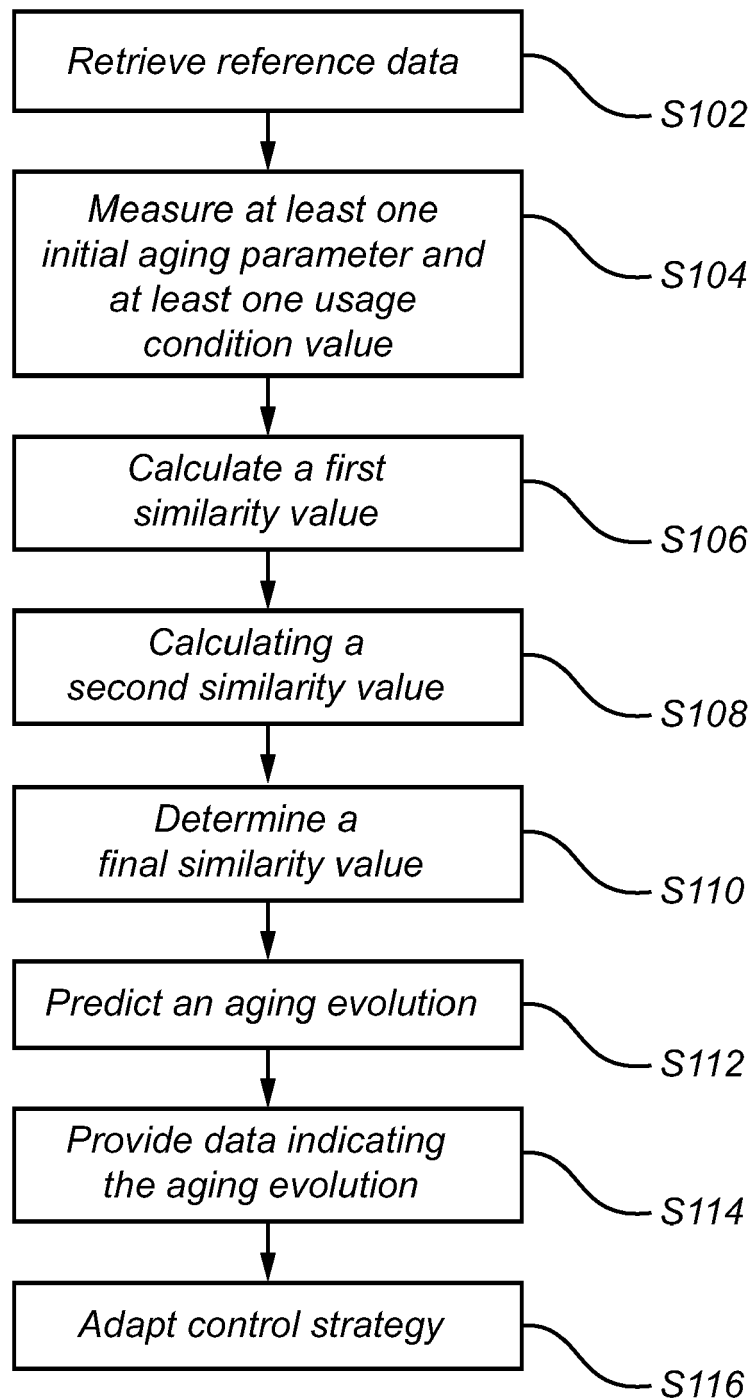 Retrieve reference data
S102
Measure at least one
initial aging parameter and
at least one usage
condition value
S104
Calculate a first
similarity value
S106
Calculating a
second similarity value
S108
Determine a
final similarity value
S110
Predict an aging evolution
S112
Provide data indicating
the aging evolution
S114
Adapt control strategy
S116